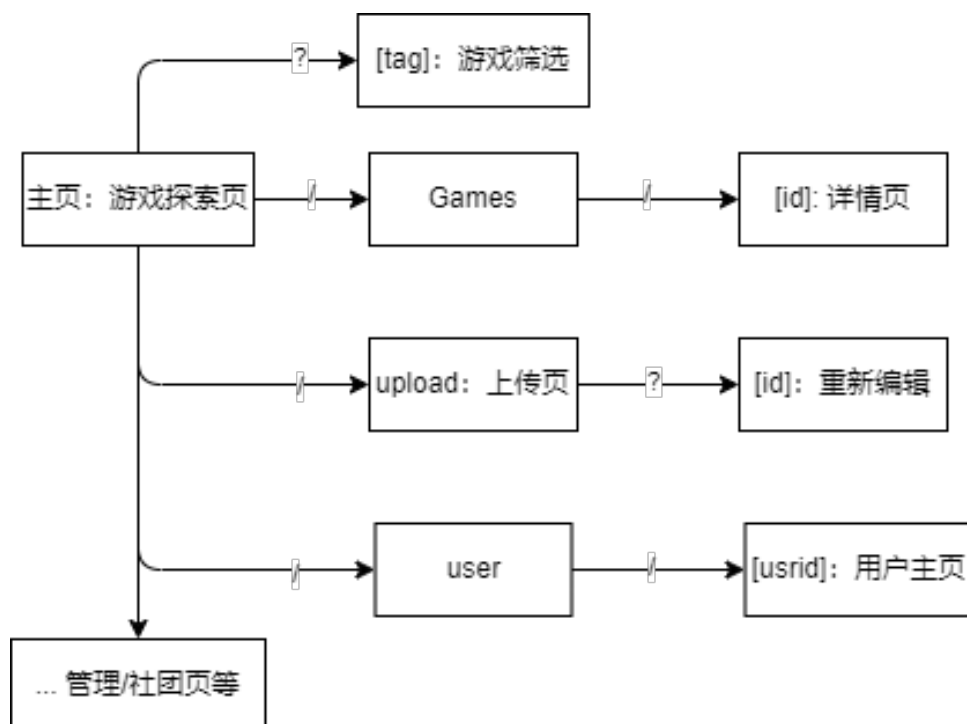 ?
[tag]：游戏筛选
主页：游戏探索页
/
Games
/
[id]: 详情页
/
upload：上传页
?
[id]：重新编辑
/
user
/
[usrid]：用户主页
... 管理/社团页等